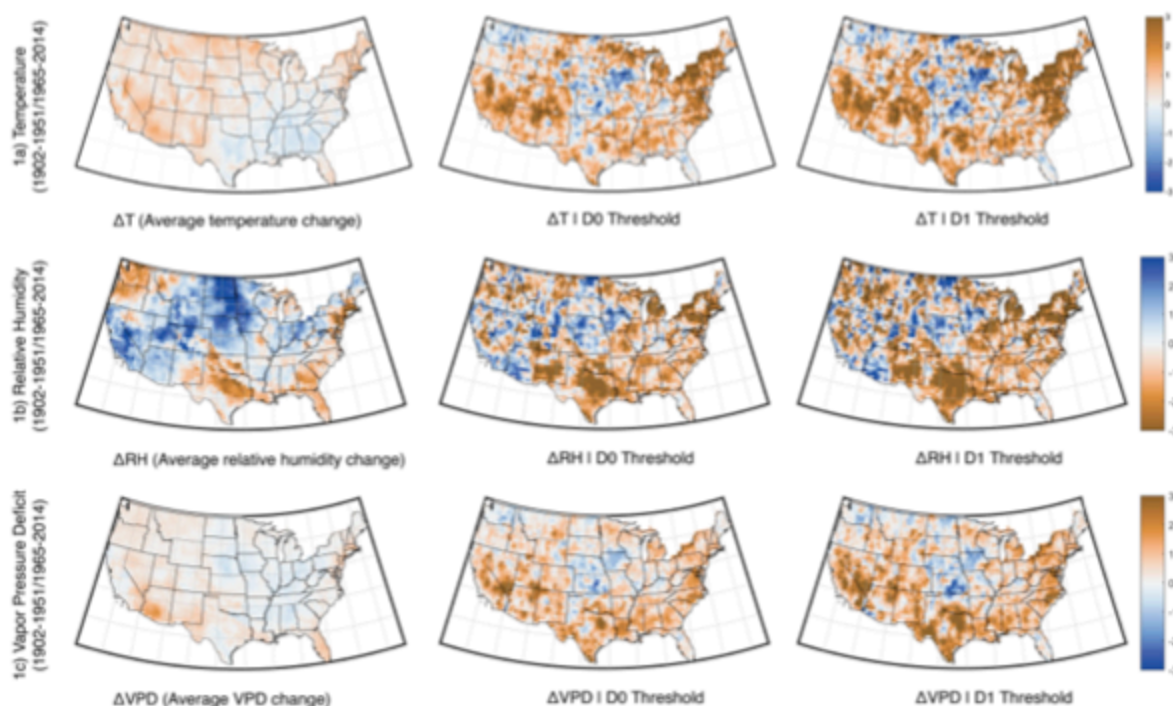 1a) Temperature
(1902-1951/1965-2014)
ΔT (Average temperature change)
ΔT | D0 Threshold
ΔT | D1 Threshold
1b) Relative Humidity
(1902-1951/1965-2014)
ΔRH (Average relative humidity change)
ΔRH | D0 Threshold
ΔRH | D1 Threshold
1c) Vapor Pressure Deficit
(1902-1951/1965-2014)
ΔVPD (Average VPD change)
ΔVPD | D0 Threshold
ΔVPD | D1 Threshold